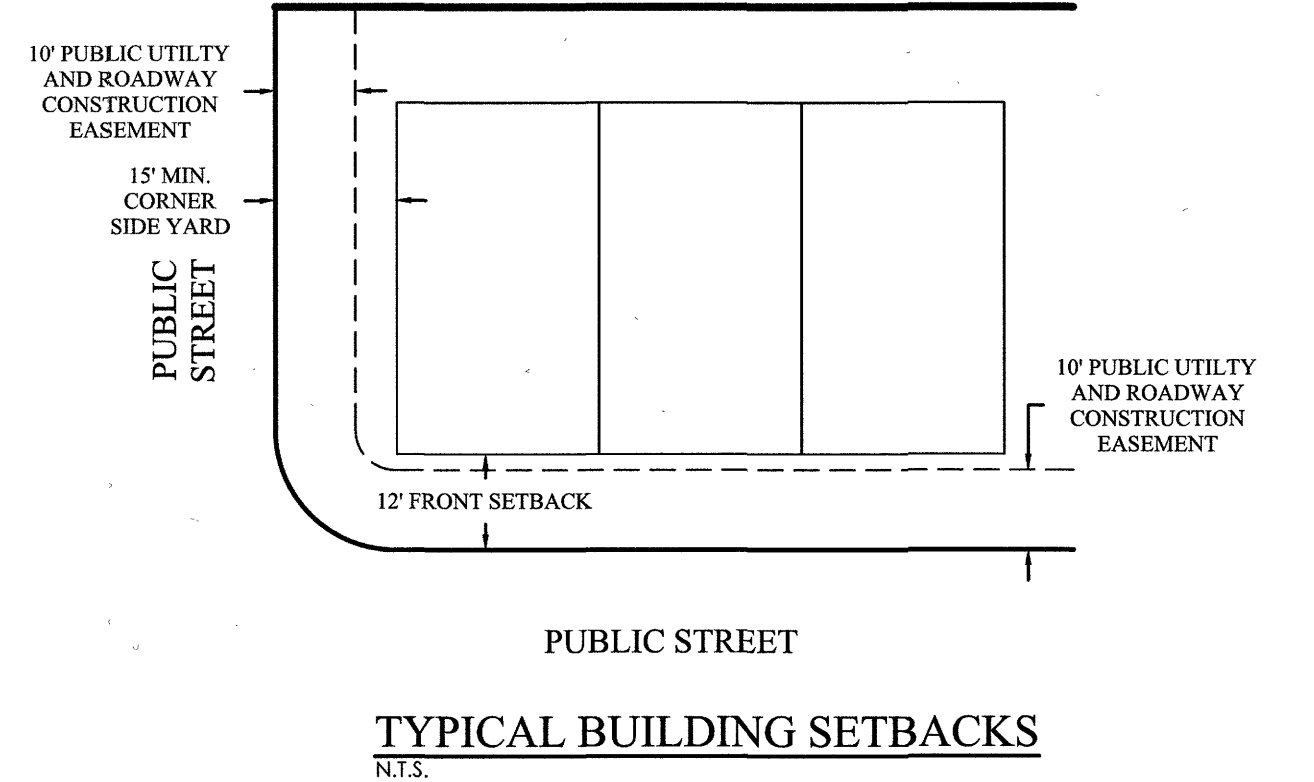 10' PUBLIC UTILTY
AND ROADWAY
CONSTRUCTION
EASEMENT
15' MIN.
CORNER
SIDE YARD
PUBLIC
STREET
10' PUBLIC UTILTY
AND ROADWAY
CONSTRUCTION
EASEMENT
12' FRONT SETBACK
PUBLIC STREET
TYPICAL BUILDING SETBACKS
N.T.S.